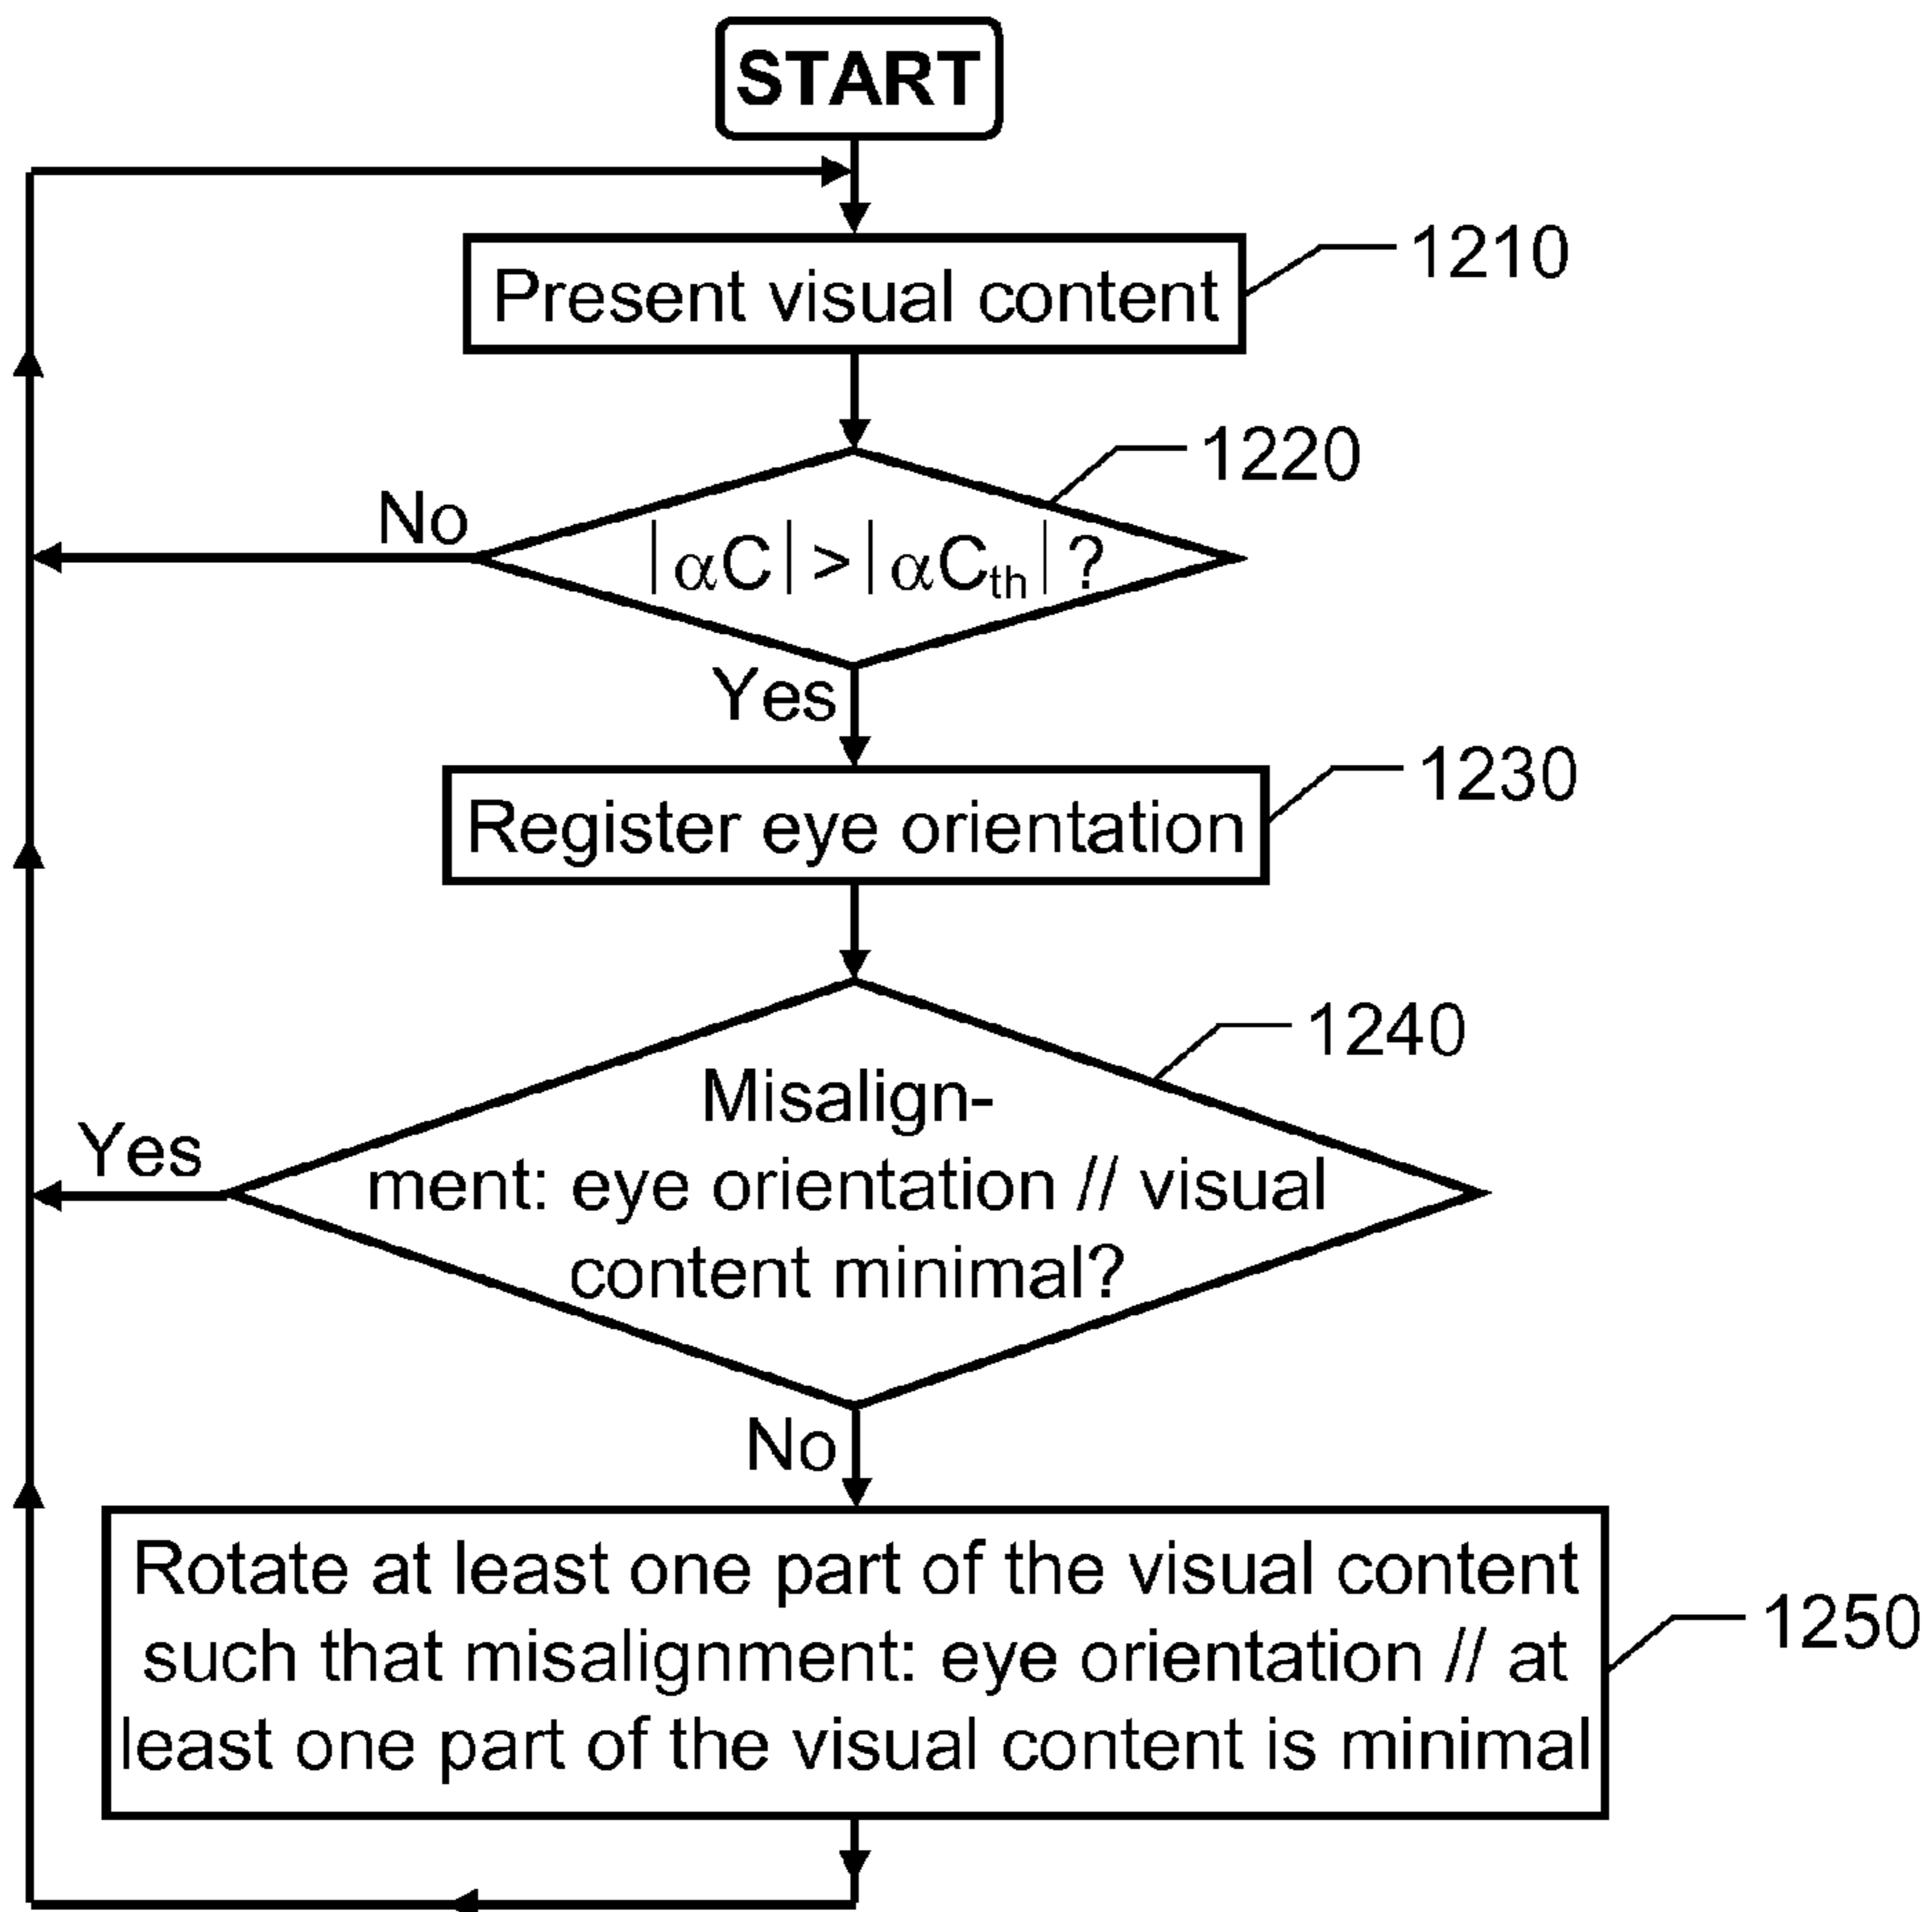 START
Present visual content
1210
1220
No
|αC|>|αCth|?
Yes
1230
Register eye orientation
1240
Misalign-
Yes
ment: eye orientation // visual
content minimal?
No
Rotate at least one part of the visual content
1250
such that misalignment: eye orientation // at
least one part of the visual content is minimal